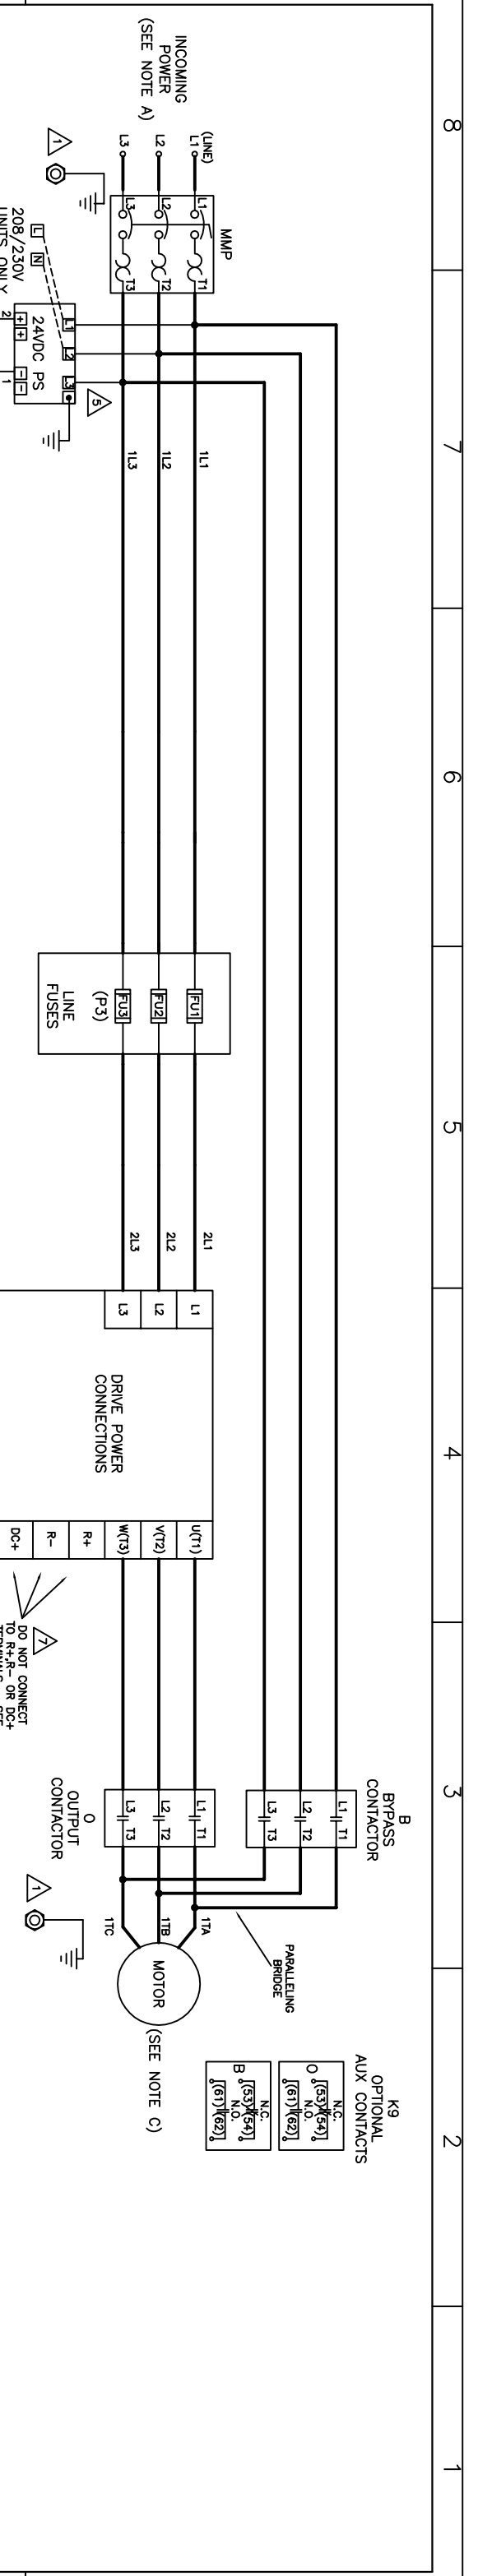 8
7
6
5
4
3
2
1
INCOMING
POWER
(SEE NOTE A)
(LINE)
L1
L2
L3
1
MMP
L1
L2
L3
T1
T2
T3
208/230V
UNITS ONLY
L
N
24VDC PS
L1
L2
L3
+
+
-
-
2
1
5
1L1
1L2
1L3
FU1
FU2
FU3
(P3)
LINE
FUSES
2L1
2L2
2L3
L1
L2
L3
DRIVE POWER
CONNECTIONS
U(T1)
V(T2)
W(T3)
R+
R-
DC+
7
DO NOT CONNECT
TO R+,R- OR DC+
B
BYPASS
CONTACTOR
L1
T1
L2
T2
L3
T3
L1
T1
L2
T2
L3
T3
O
OUTPUT
CONTACTOR
1
PARALLELING
BRIDGE
1TA
1TB
1TC
MOTOR
(SEE NOTE C)
K9
OPTIONAL
AUX CONTACTS
O
N.C.
(53) (54)
N.O.
(61) (62)
B
N.C.
(53) (54)
N.O.
(61) (62)